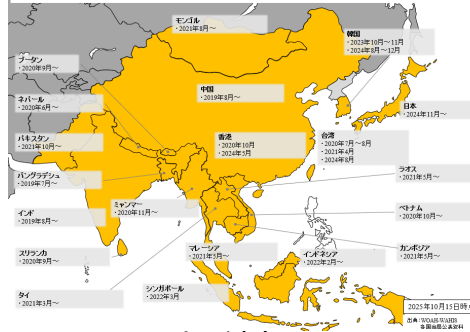 モンゴル
・2021年8月～
韓国
・2023年10月～11月
・2024年8月～12月
ブータン
・2020年9月～
中国
・2019年8月～
ネパール
・2020年6月～
日本
・2024年11月～
パキスタン
・2021年10月～
香港
・2020年10月
・2024年5月
台湾
・2020年7月～8月
・2021年4月
・2024年8月
バングラデシュ
・2019年7月～
ラオス
・2021年5月～
ミャンマー
・2020年11月～
インド
・2019年8月～
ベトナム
・2020年10月～
スリランカ
・2020年9月～
マレーシア
・2021年5月～
インドネシア
・2022年2月～
カンボジア
・2021年5月～
タイ
・2021年3月～
シンガポール
・2022年3月
2025年10月15日時
出典：WOAH-WAHIS
各国当局公表資料